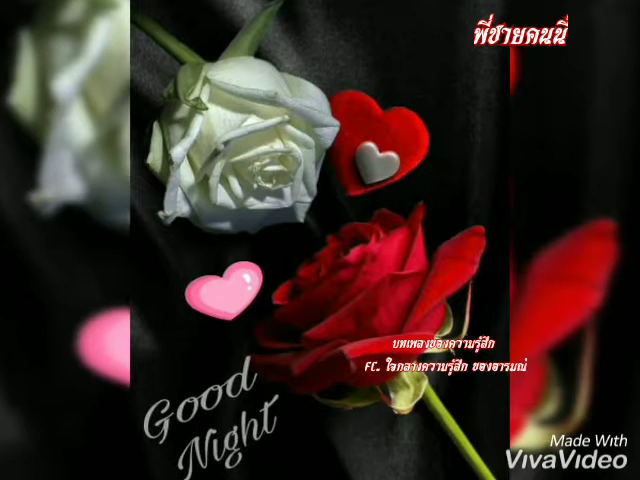 พี่ชายคนนี้
บทเพลงของความรู้สึก
FC.. ใจกลางความรู้สึก ของอารมณ์
Good
Night
Made With
VivaVideo